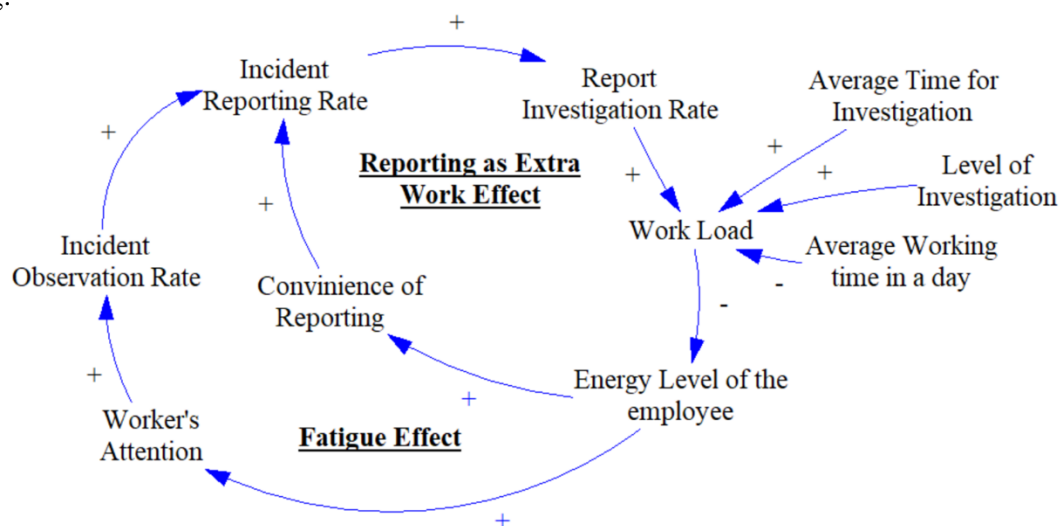 +
Incident
Reporting Rate
Report
Investigation Rate
Average Time for
Investigation
+
Reporting as Extra
Work Effect
+
+
+
Level of
Investigation
+
Work Load
Incident
Observation Rate
Average Working
time in a day
-
Convinience of
Reporting
-
+
Energy Level of the
employee
+
Worker's
Attention
Fatigue Effect
+